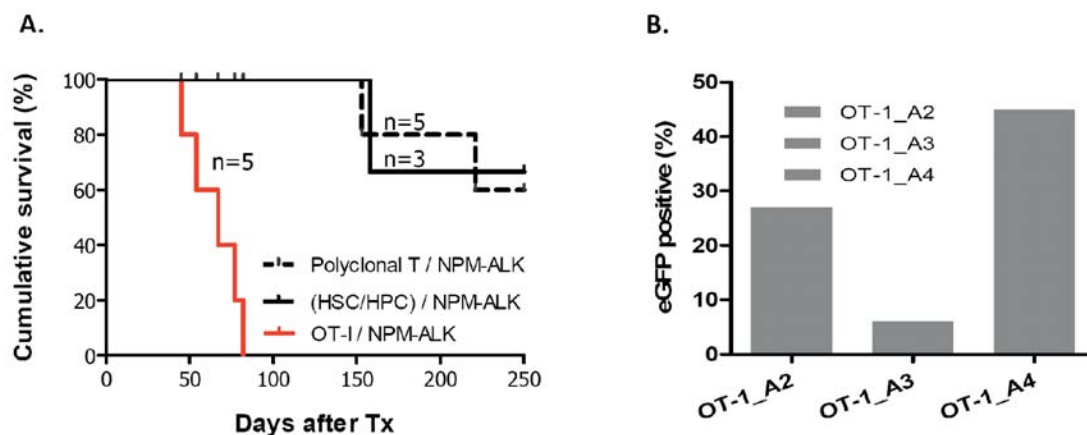 A.
Cumulative survival (%)
100
80
60
40
20
0
n=5
n=3
n=5
Polyclonal T / NPM-ALK
(HSC/HPC) / NPM-ALK
OT-I / NPM-ALK
0 50 100 150 200 250
Days after Tx
B.
eGFP positive (%)
50
40
30
20
10
0
OT-1_A2
OT-1_A3
OT-1_A4
OT-1_A2 OT-1_A3 OT-1_A4